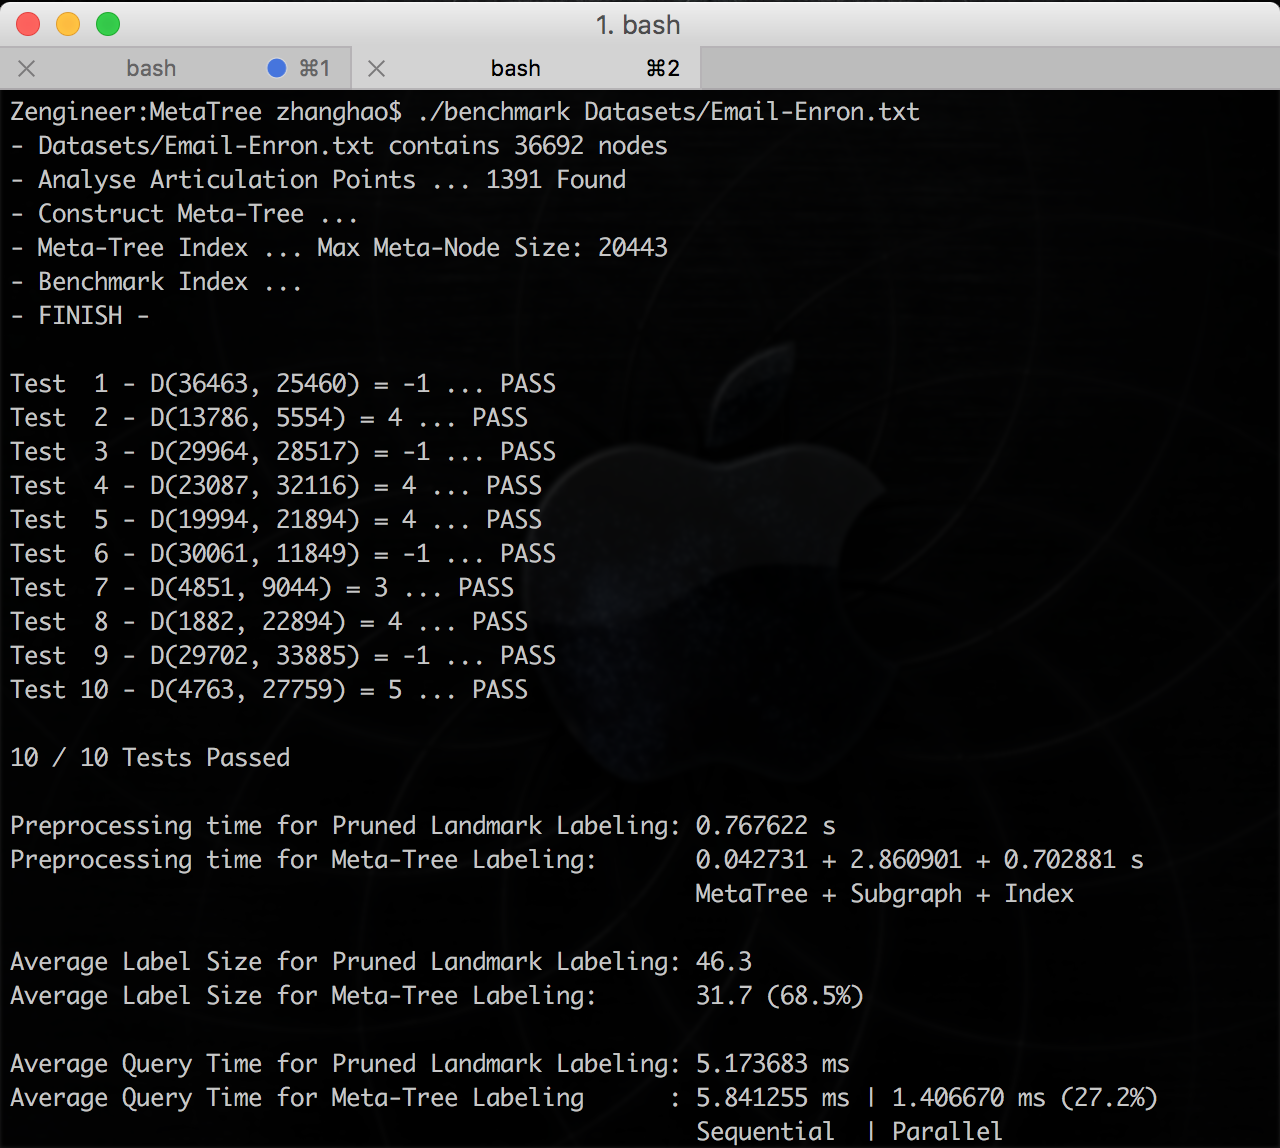 1. bash
bash ⌘1 bash ⌘2
Zengineer:MetaTree zhanghao$ ./benchmark Datasets/Email-Enron.txt
- Datasets/Email-Enron.txt contains 36692 nodes
- Analyse Articulation Points ... 1391 Found
- Construct Meta-Tree ...
- Meta-Tree Index ... Max Meta-Node Size: 20443
- Benchmark Index ...
- FINISH -
Test  1 - D(36463, 25460) = -1 ... PASS
Test  2 - D(13786, 5554) = 4 ... PASS
Test  3 - D(29964, 28517) = -1 ... PASS
Test  4 - D(23087, 32116) = 4 ... PASS
Test  5 - D(19994, 21894) = 4 ... PASS
Test  6 - D(30061, 11849) = -1 ... PASS
Test  7 - D(4851, 9044) = 3 ... PASS
Test  8 - D(1882, 22894) = 4 ... PASS
Test  9 - D(29702, 33885) = -1 ... PASS
Test 10 - D(4763, 27759) = 5 ... PASS
10 / 10 Tests Passed
Preprocessing time for Pruned Landmark Labeling: 0.767622 s
Preprocessing time for Meta-Tree Labeling:       0.042731 + 2.860901 + 0.702881 s
MetaTree + Subgraph + Index
Average Label Size for Pruned Landmark Labeling: 46.3
Average Label Size for Meta-Tree Labeling:       31.7 (68.5%)
Average Query Time for Pruned Landmark Labeling: 5.173683 ms
Average Query Time for Meta-Tree Labeling      : 5.841255 ms | 1.406670 ms (27.2%)
Sequential  | Parallel